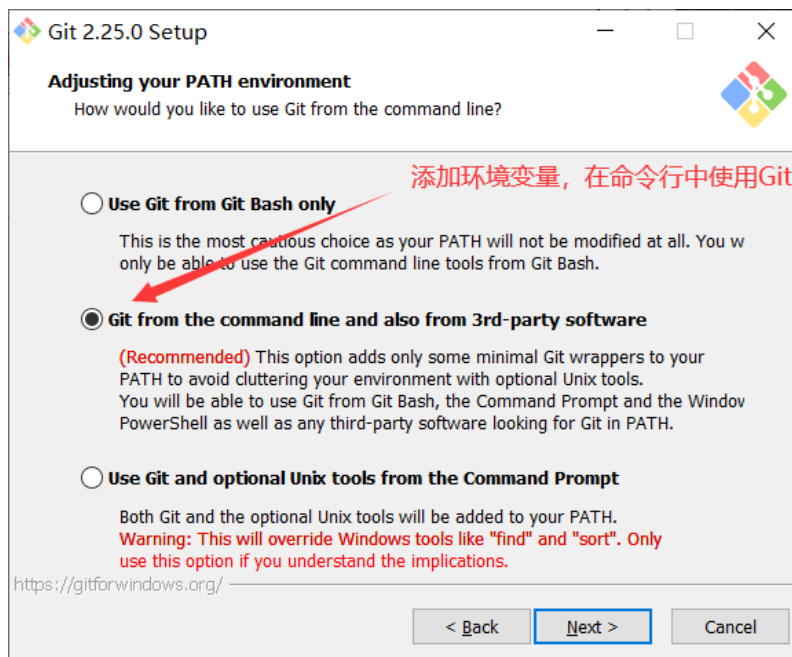 Git 2.25.0 Setup
Adjusting your PATH environment
How would you like to use Git from the command line?
添加环境变量，在命令行中使用Git
Use Git from Git Bash only
This is the most cautious choice as your PATH will not be modified at all. You w
only be able to use the Git command line tools from Git Bash.
Git from the command line and also from 3rd-party software
(Recommended) This option adds only some minimal Git wrappers to your
PATH to avoid cluttering your environment with optional Unix tools.
You will be able to use Git from Git Bash, the Command Prompt and the Window
PowerShell as well as any third-party software looking for Git in PATH.
Use Git and optional Unix tools from the Command Prompt
Both Git and the optional Unix tools will be added to your PATH.
Warning: This will override Windows tools like "find" and "sort". Only
use this option if you understand the implications.
https://gitforwindows.org/
< Back
Next >
Cancel